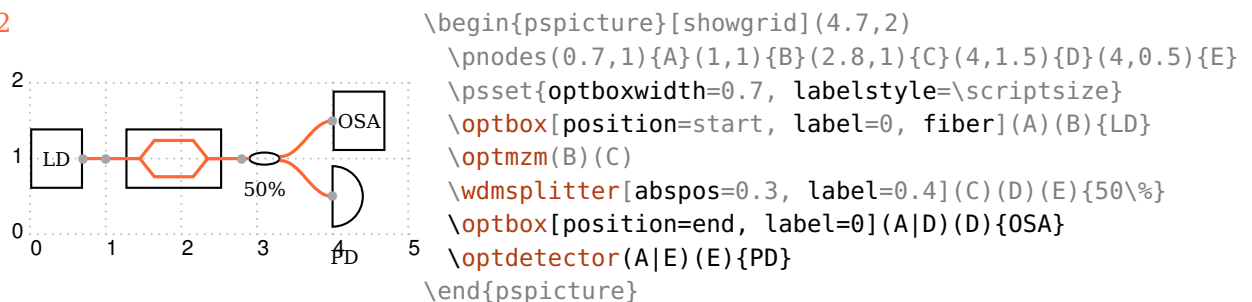 2
\begin{pspicture}[showgrid](4.7,2)
\pnodes(0.7,1){A}(1,1){B}(2.8,1){C}(4,1.5){D}(4,0.5){E}
\psset{optboxwidth=0.7, labelstyle=\scriptsize}
\optbox[position=start, label=0, fiber](A)(B){LD}
\optmzm(B)(C)
\wdmsplitter[abspos=0.3, label=0.4](C)(D)(E){50\%}
\optbox[position=end, label=0](A|D)(D){OSA}
\optdetector(A|E)(E){PD}
\end{pspicture}
2
OSA
1
LD
50%
0
0 1 2 3 4 5
PD